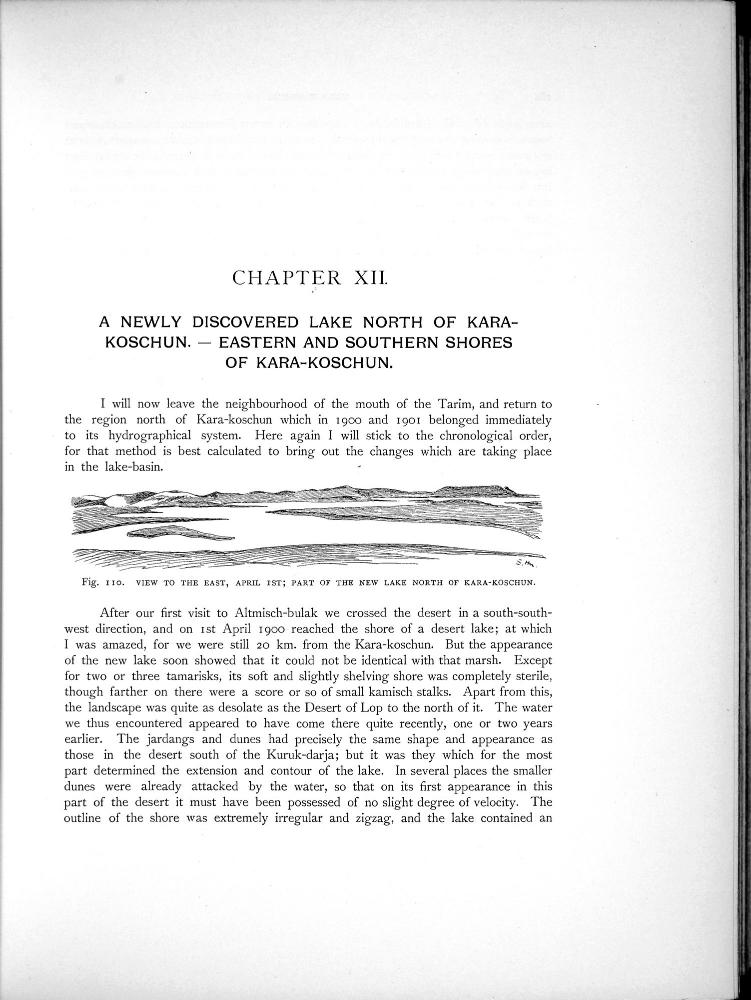 CHAPTER XII.
A NEWLY DISCOVERED LAKE NORTH OF KARA-
KOSCHUN. — EASTERN AND SOUTHERN SHORES
OF KARA-KOSCHUN.
I will now leave the neighbourhood of the mouth of the Tarim, and return to
the region north of Kara-koschun which in 1900 and 1901 belonged immediately
to its hydrographical system. Here again I will stick to the chronological order,
for that method is best calculated to bring out the changes which are taking place
in the lake-basin.
Fig. 110. VIEW TO THE EAST, APRIL 1ST; PART OF THE NEW LAKE NORTH OF KARA-KOSCHUN.
After our first visit to Altmisch-bulak we crossed the desert in a south-south-
west direction, and on 1st April 1900 reached the shore of a desert lake; at which
I was amazed, for we were still 20 km. from the Kara-koschun. But the appearance
of the new lake soon showed that it could not be identical with that marsh. Except
for two or three tamarisks, its soft and slightly shelving shore was completely sterile,
though farther on there were a score or so of small kamisch stalks. Apart from this,
the landscape was quite as desolate as the Desert of Lop to the north of it. The water
we thus encountered appeared to have come there quite recently, one or two years
earlier. The jardangs and dunes had precisely the same shape and appearance as
those in the desert south of the Kuruk-darja; but it was they which for the most
part determined the extension and contour of the lake. In several places the smaller
dunes were already attacked by the water, so that on its first appearance in this
part of the desert it must have been possessed of no slight degree of velocity. The
outline of the shore was extremely irregular and zigzag, and the lake contained an